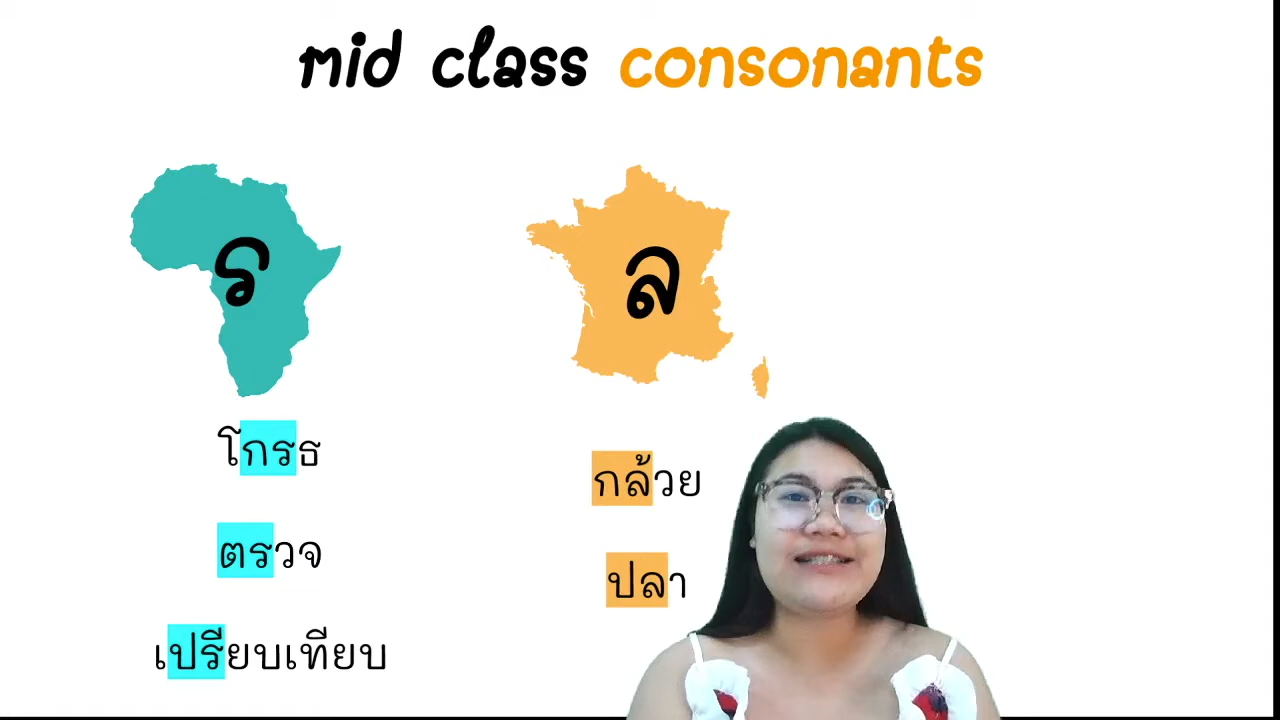 mid class consonants
ร
ล
โกรธ
ตรวจ
เปรียบเทียบ
กล้วย
ปลา